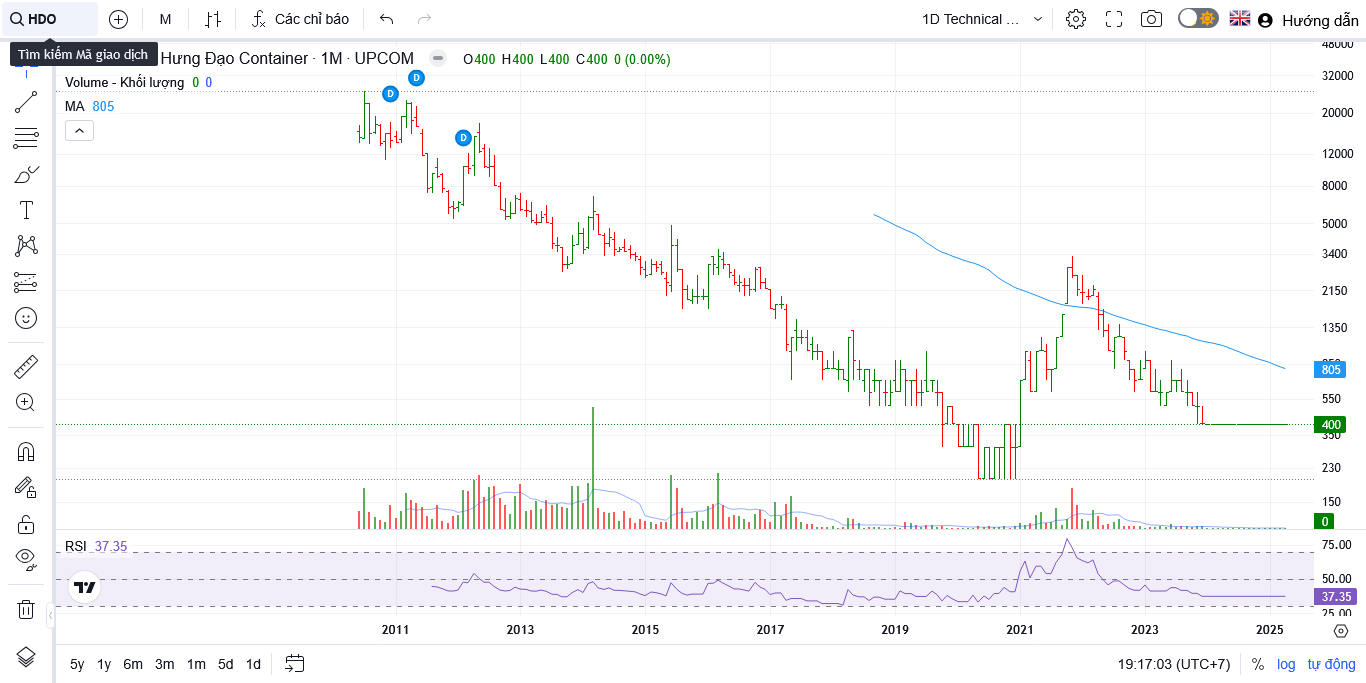 HDO
M
Các chỉ báo
1D Technical ...
Hướng dẫn
Tìm kiếm Mã giao dịch
Hưng Đạo Container · 1M · UPCOM
O400 H400 L400 C400 0 (0.00%)
Volume - Khối lượng 0 0
MA 805
D
D
D
48000
32000
20000
12000
8000
5000
3400
2150
1350
805
550
400
350
230
150
0
RSI 37.35
75.00
50.00
37.35
25.00
2011
2013
2015
2017
2019
2021
2023
2025
5y 1y 6m 3m 1m 5d 1d
19:17:03 (UTC+7)
% log tự động